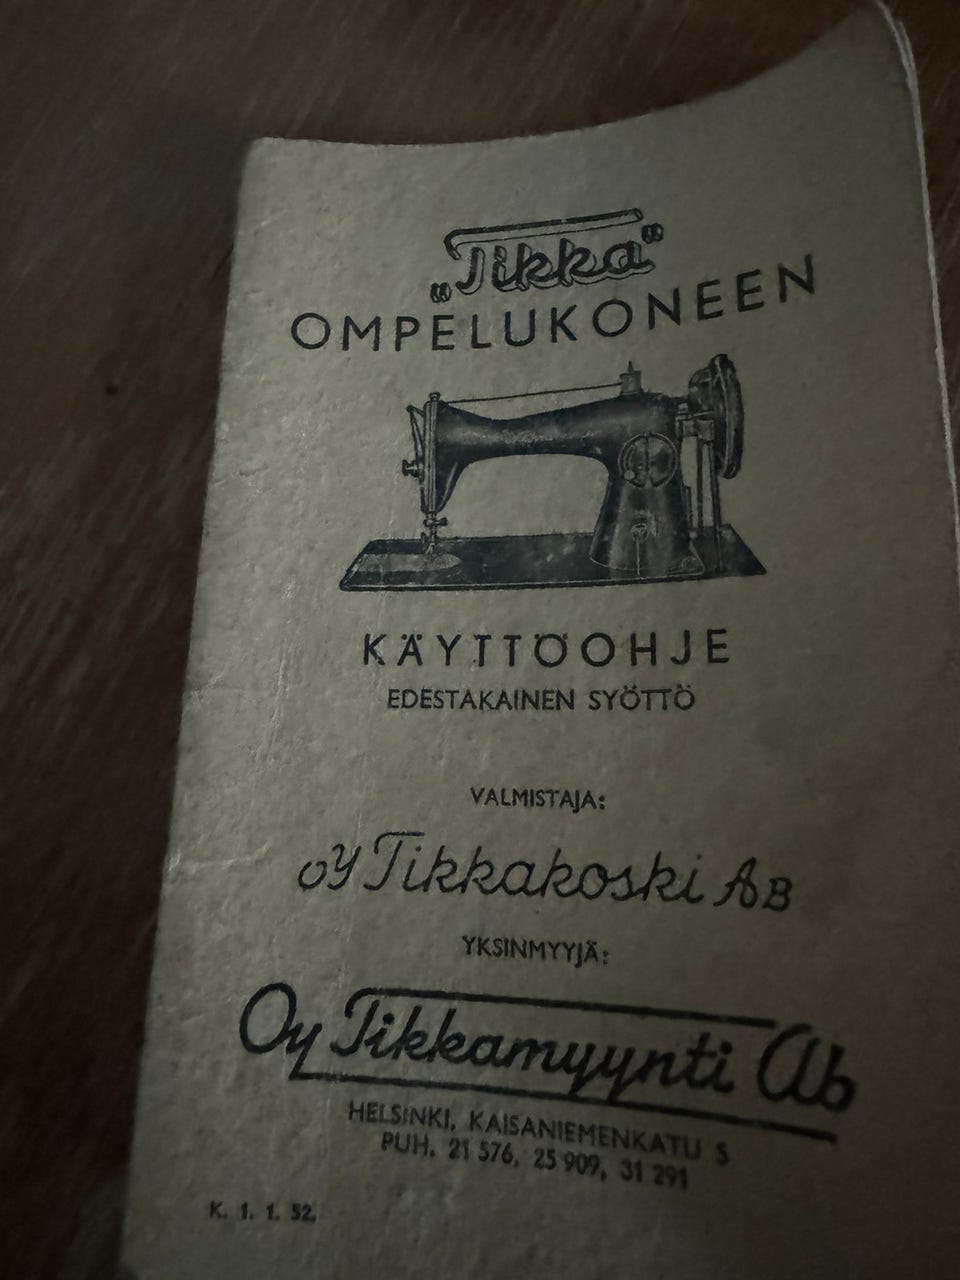 „Tikka“
OMPELUKONEEN
KÄYTTÖOHJE
EDESTAKAINEN SYÖTTÖ
VALMISTAJA:
OY Tikkakoski AB
YKSINMYYJÄ:
Oy Tikkamyynti Ab
HELSINKI, KAISANIEMENKATU 5
PUH. 21 576, 25 909, 31 291
K. 1. 1. 52.